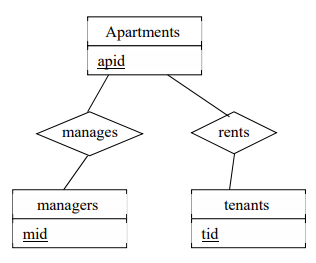 Apartments
apid
manages
rents
managers
tenants
mid
tid